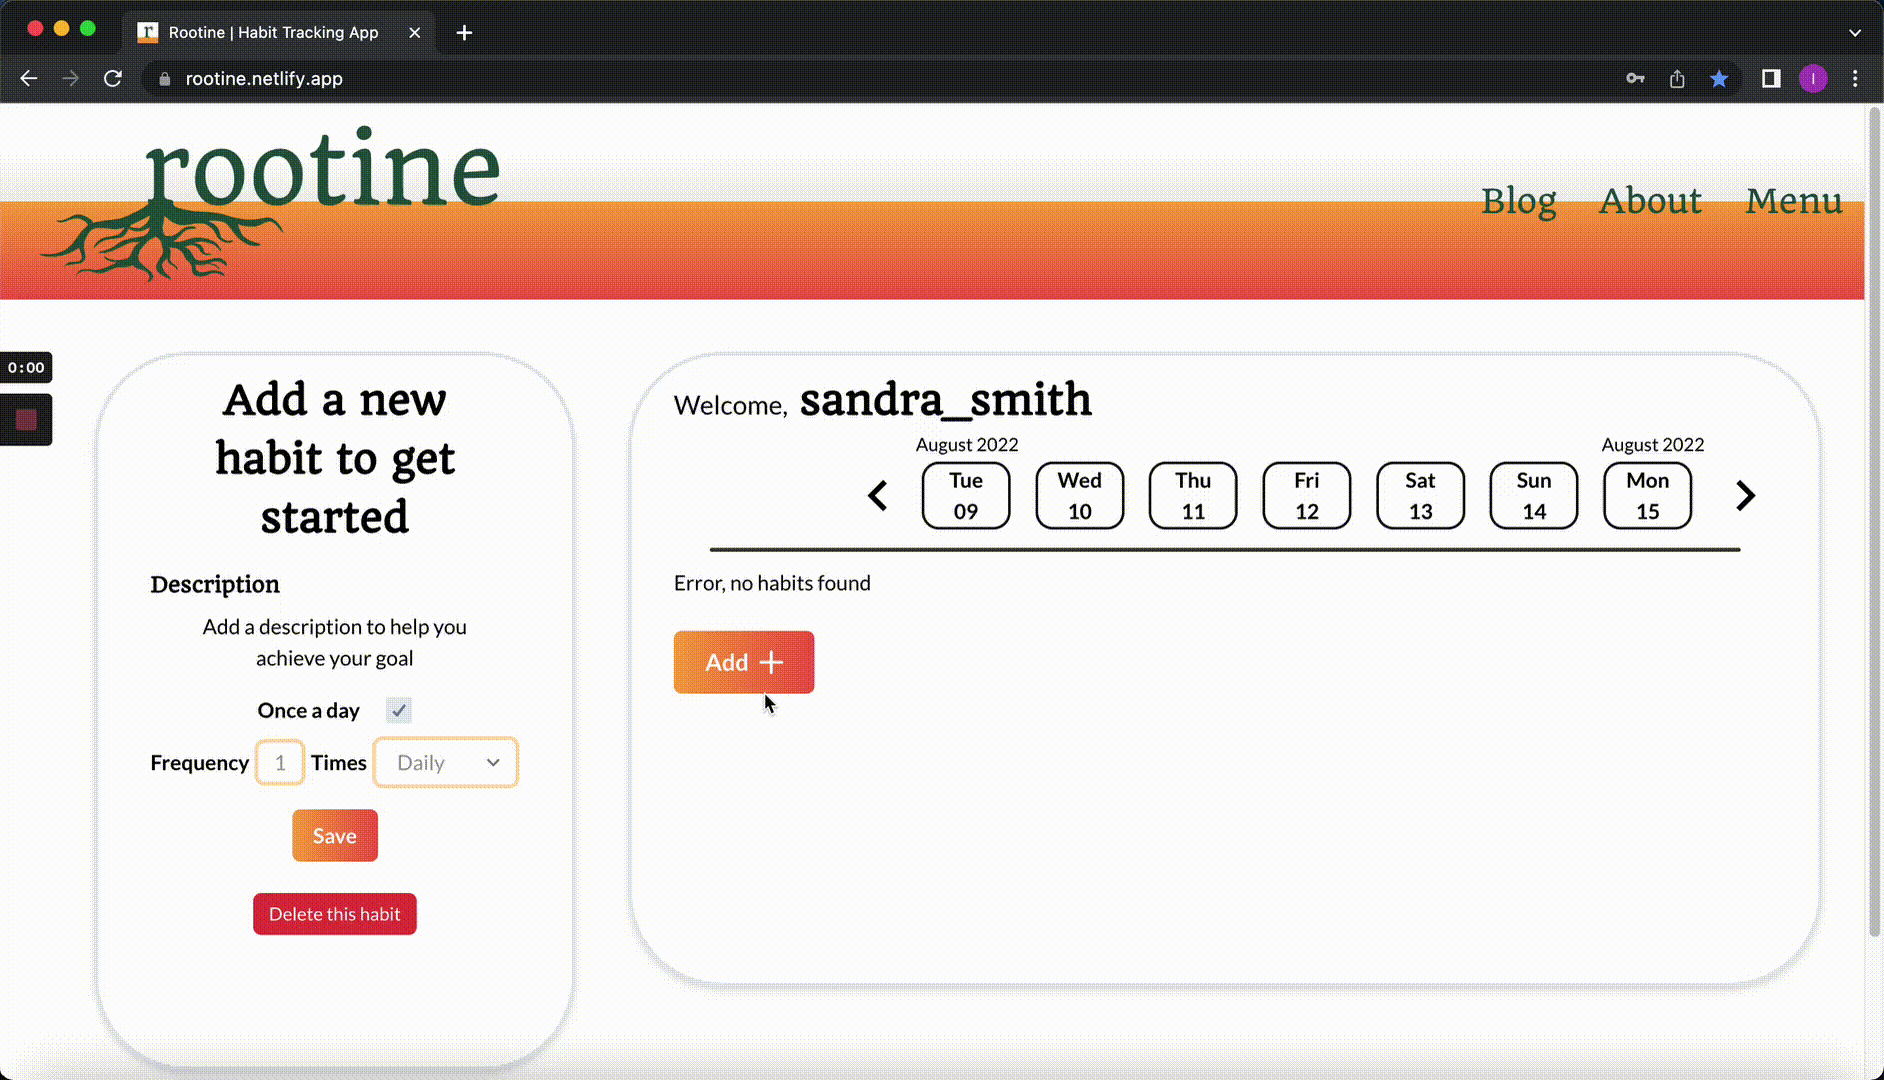 r Rootine | Habit Tracking App
rootine.netlify.app
I
rootine
Blog About Menu
0:00
Add a new
habit to get
started
Description
Add a description to help you
achieve your goal
Once a day
Frequency 1 Times Daily
Save
Delete this habit
Welcome, sandra_smith
August 2022 August 2022
Tue Wed Thu Fri Sat Sun Mon
09 10 11 12 13 14 15
Error, no habits found
Add +